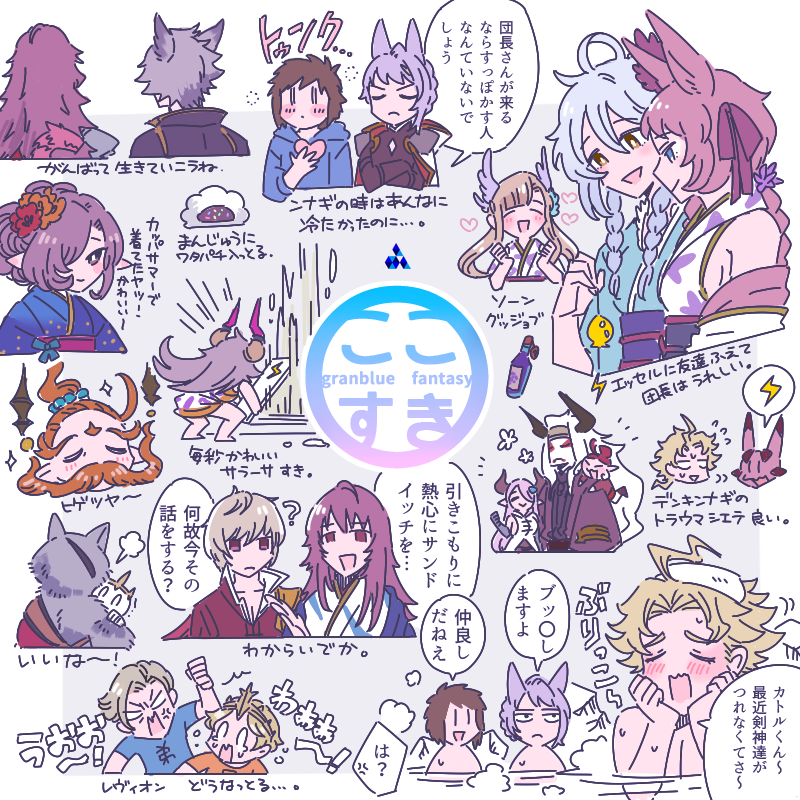 トゥンク…
団長さんが来る
ならすっぽかす人
なんていないで
しょう
がんばって生きていこうね.
ニナギの時はあんなに
冷たかったのに…。
まんじゅうに
ワタパチ入っとる.
カッパサマーで
着てたヤツ!
かわいい〜
ソーン
グッジョブ
エッセルに友達ふえて
団長はうれしい。
ここ
granblue fantasy
すき
毎秒かわいい
サラーサ すき。
ヒゲツヤ〜
デンキンナギの
トラウマシエテ 良い。
引きこもりに
熱心にサンド
イッチを…
何故今その
話をする?
?
わからいでか。
いいな〜!
仲良し
だねえ
ブッ〇し
ますよ
ぶりっこ〜
カトルくん〜
最近剣神達が
つれなくてさ〜
は?
うおお!
わああ
弟
レヴィオン どうなっとる…。